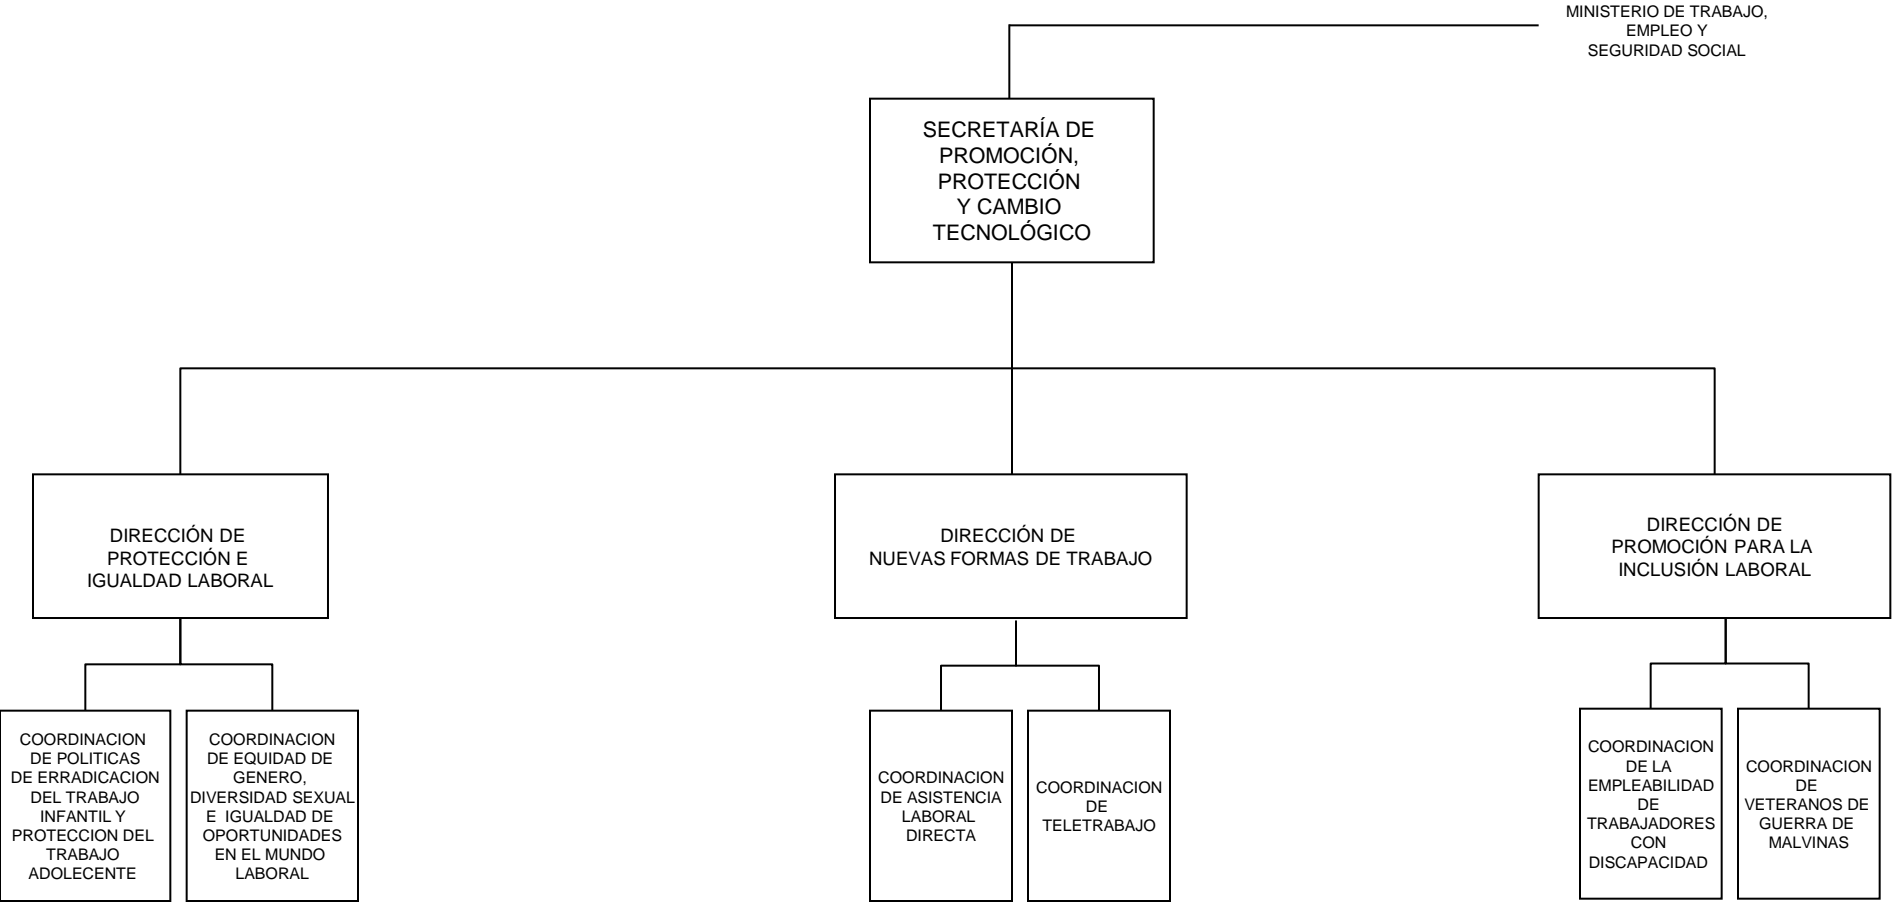 MINISTERIO DE TRABAJO,
EMPLEO Y
SEGURIDAD SOCIAL
SECRETARÍA DE
PROMOCIÓN,
PROTECCIÓN
Y CAMBIO
TECNOLÓGICO
DIRECCIÓN DE
PROTECCIÓN E
IGUALDAD LABORAL
DIRECCIÓN DE
NUEVAS FORMAS DE TRABAJO
DIRECCIÓN DE
PROMOCIÓN PARA LA
INCLUSIÓN LABORAL
COORDINACION
DE POLITICAS
DE ERRADICACION
DEL TRABAJO
INFANTIL Y
PROTECCION DEL
TRABAJO
ADOLECENTE
COORDINACION
DE EQUIDAD DE
GENERO,
DIVERSIDAD SEXUAL
E IGUALDAD DE
OPORTUNIDADES
EN EL MUNDO
LABORAL
COORDINACION
DE ASISTENCIA
LABORAL
DIRECTA
COORDINACION
DE
TELETRABAJO
COORDINACION
DE LA
EMPLEABILIDAD
DE
TRABAJADORES
CON
DISCAPACIDAD
COORDINACION
DE
VETERANOS DE
GUERRA DE
MALVINAS